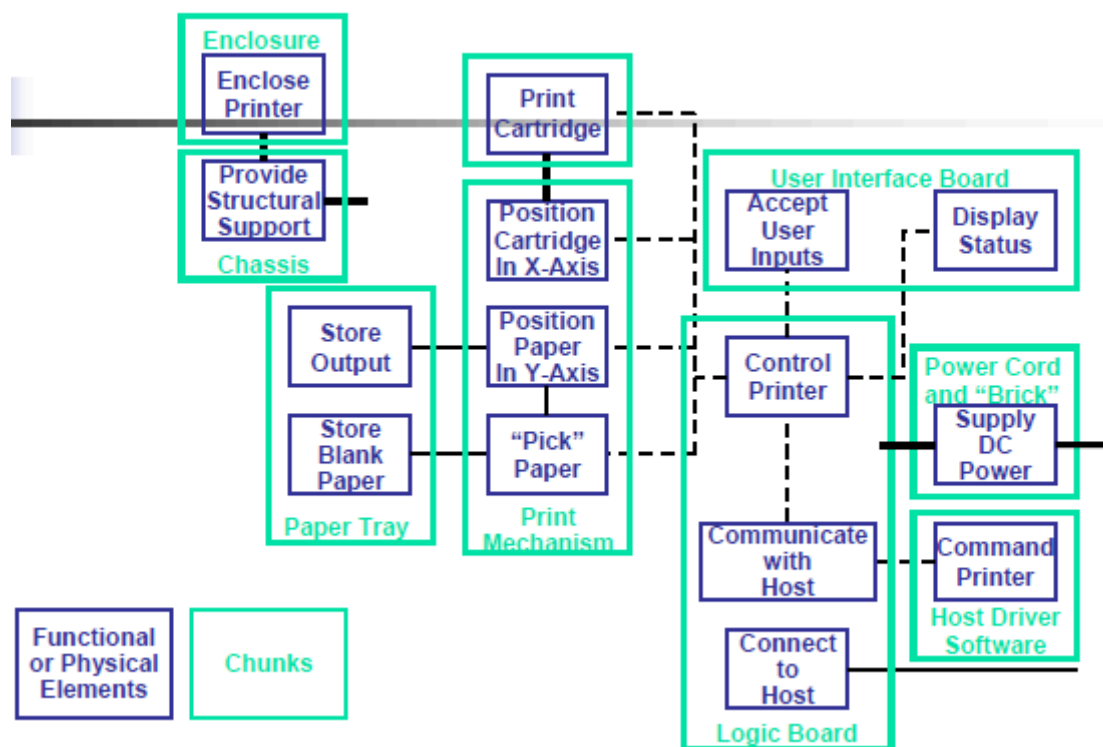 Enclosure
Enclose
Printer
Provide
Structural
Support
Chassis
Print
Cartridge
Position
Cartridge
In X-Axis
Position
Paper
In Y-Axis
“Pick”
Paper
Print
Mechanism
Store
Output
Store
Blank
Paper
Paper Tray
User Interface Board
Accept
User
Inputs
Display
Status
Control
Printer
Communicate
with
Host
Connect
to
Host
Logic Board
Power Cord
and “Brick”
Supply
DC
Power
Command
Printer
Host Driver
Software
Functional
or Physical
Elements
Chunks